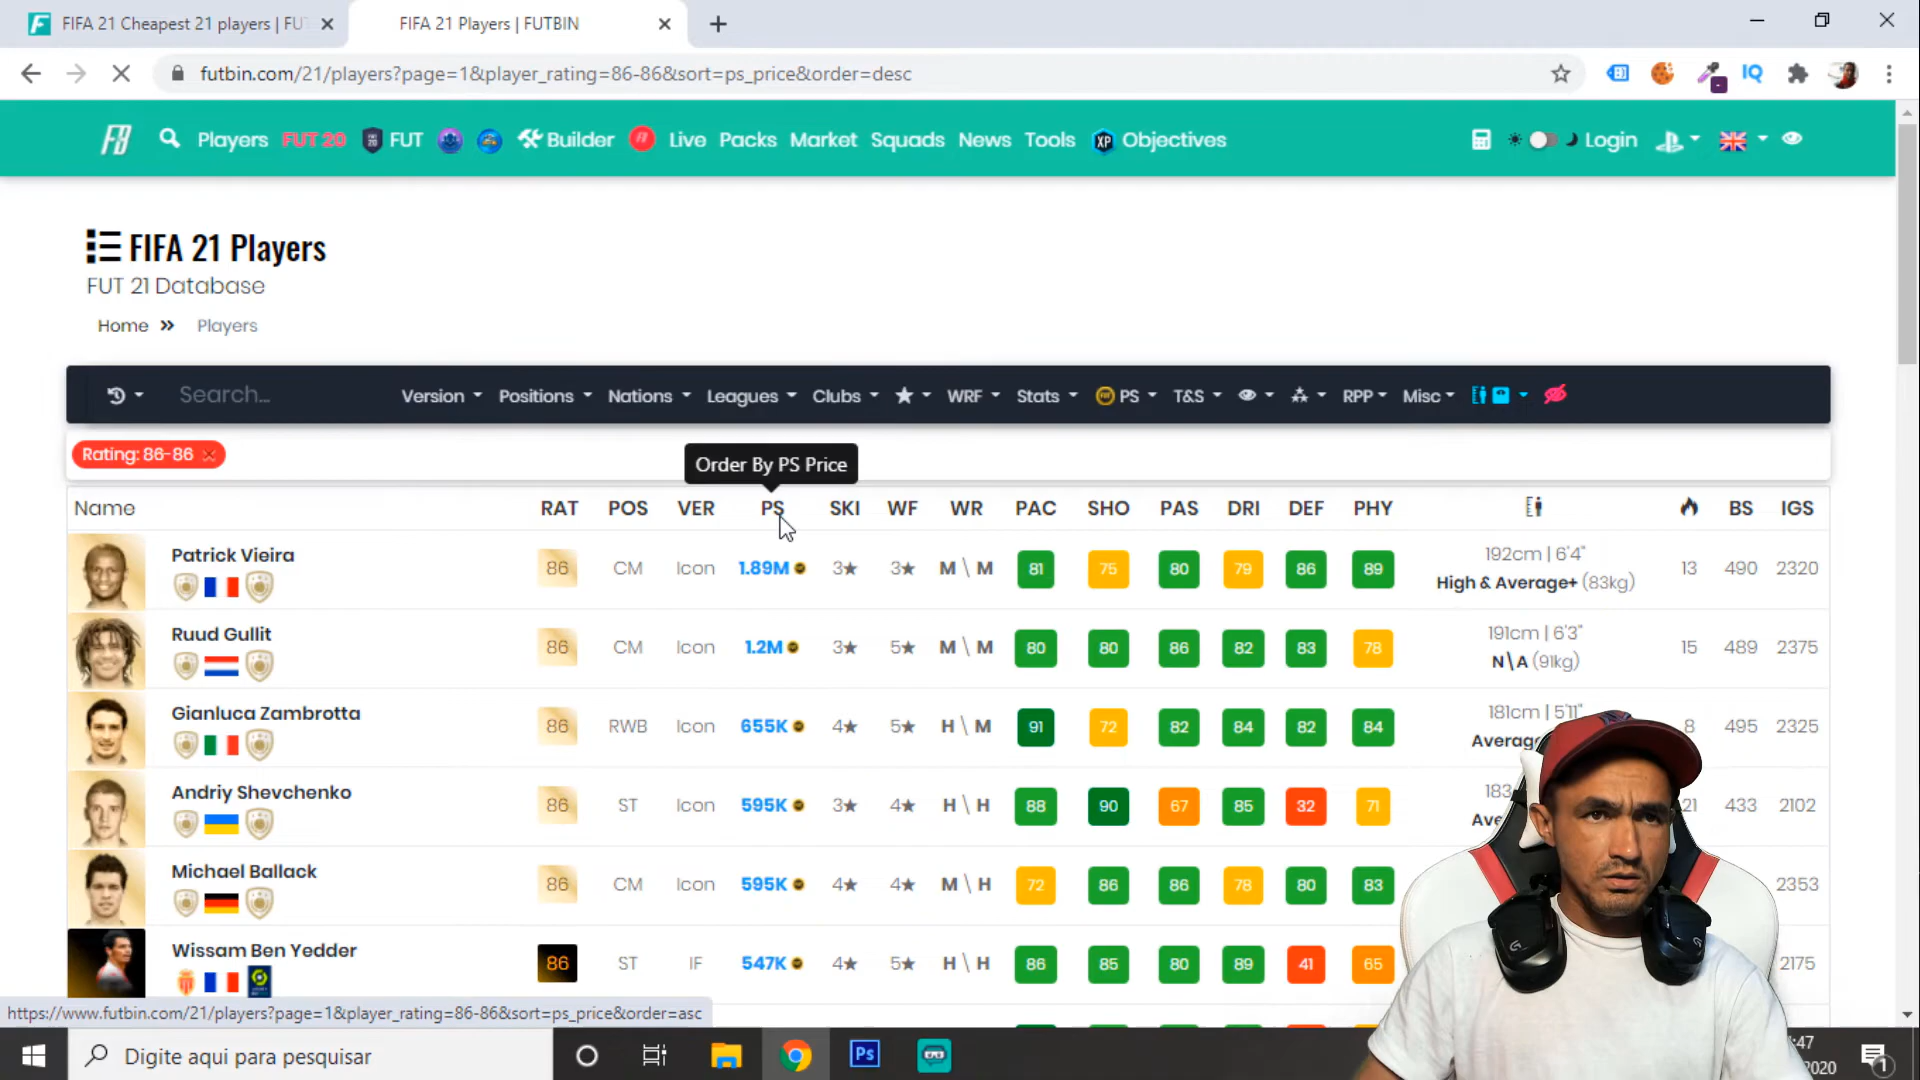 FIFA 21 Cheapest 21 players | FUT
FIFA 21 Players | FUTBIN
futbin.com/21/players?page=1&player_rating=86-86&sort=ps_price&order=desc
IQ
Players FUT 20 FUT Builder Live Packs Market Squads News Tools XP Objectives Login
FIFA 21 Players
FUT 21 Database
Home » Players
Search... Version Positions Nations Leagues Clubs WRF Stats PS T&S RPP Misc
Rating: 86-86 ×
Order By PS Price
Name RAT POS VER PS SKI WF WR PAC SHO PAS DRI DEF PHY BS IGS
Patrick Vieira 86 CM Icon 1.89M 3★ 3★ M \ M 81 75 80 79 86 89 192cm | 6'4" 13 490 2320
High & Average+ (83kg)
Ruud Gullit 86 CM Icon 1.2M 3★ 5★ M \ M 80 80 86 82 83 78 191cm | 6'3" 15 489 2375
N\A (91kg)
Gianluca Zambrotta 86 RWB Icon 655K 4★ 5★ H \ M 91 72 82 84 82 84 181cm | 5'11" 8 495 2325
Average
Andriy Shevchenko 86 ST Icon 595K 3★ 4★ H \ H 88 90 67 85 32 71 183 21 433 2102
Ave
Michael Ballack 86 CM Icon 595K 4★ 4★ M \ H 72 86 86 78 80 83 2353
Wissam Ben Yedder 86 ST IF 547K 4★ 5★ H \ H 86 85 80 89 41 65 2175
https://www.futbin.com/21/players?page=1&player_rating=86-86&sort=ps_price&order=asc
Digite aqui para pesquisar
Ps
:47
2020
1